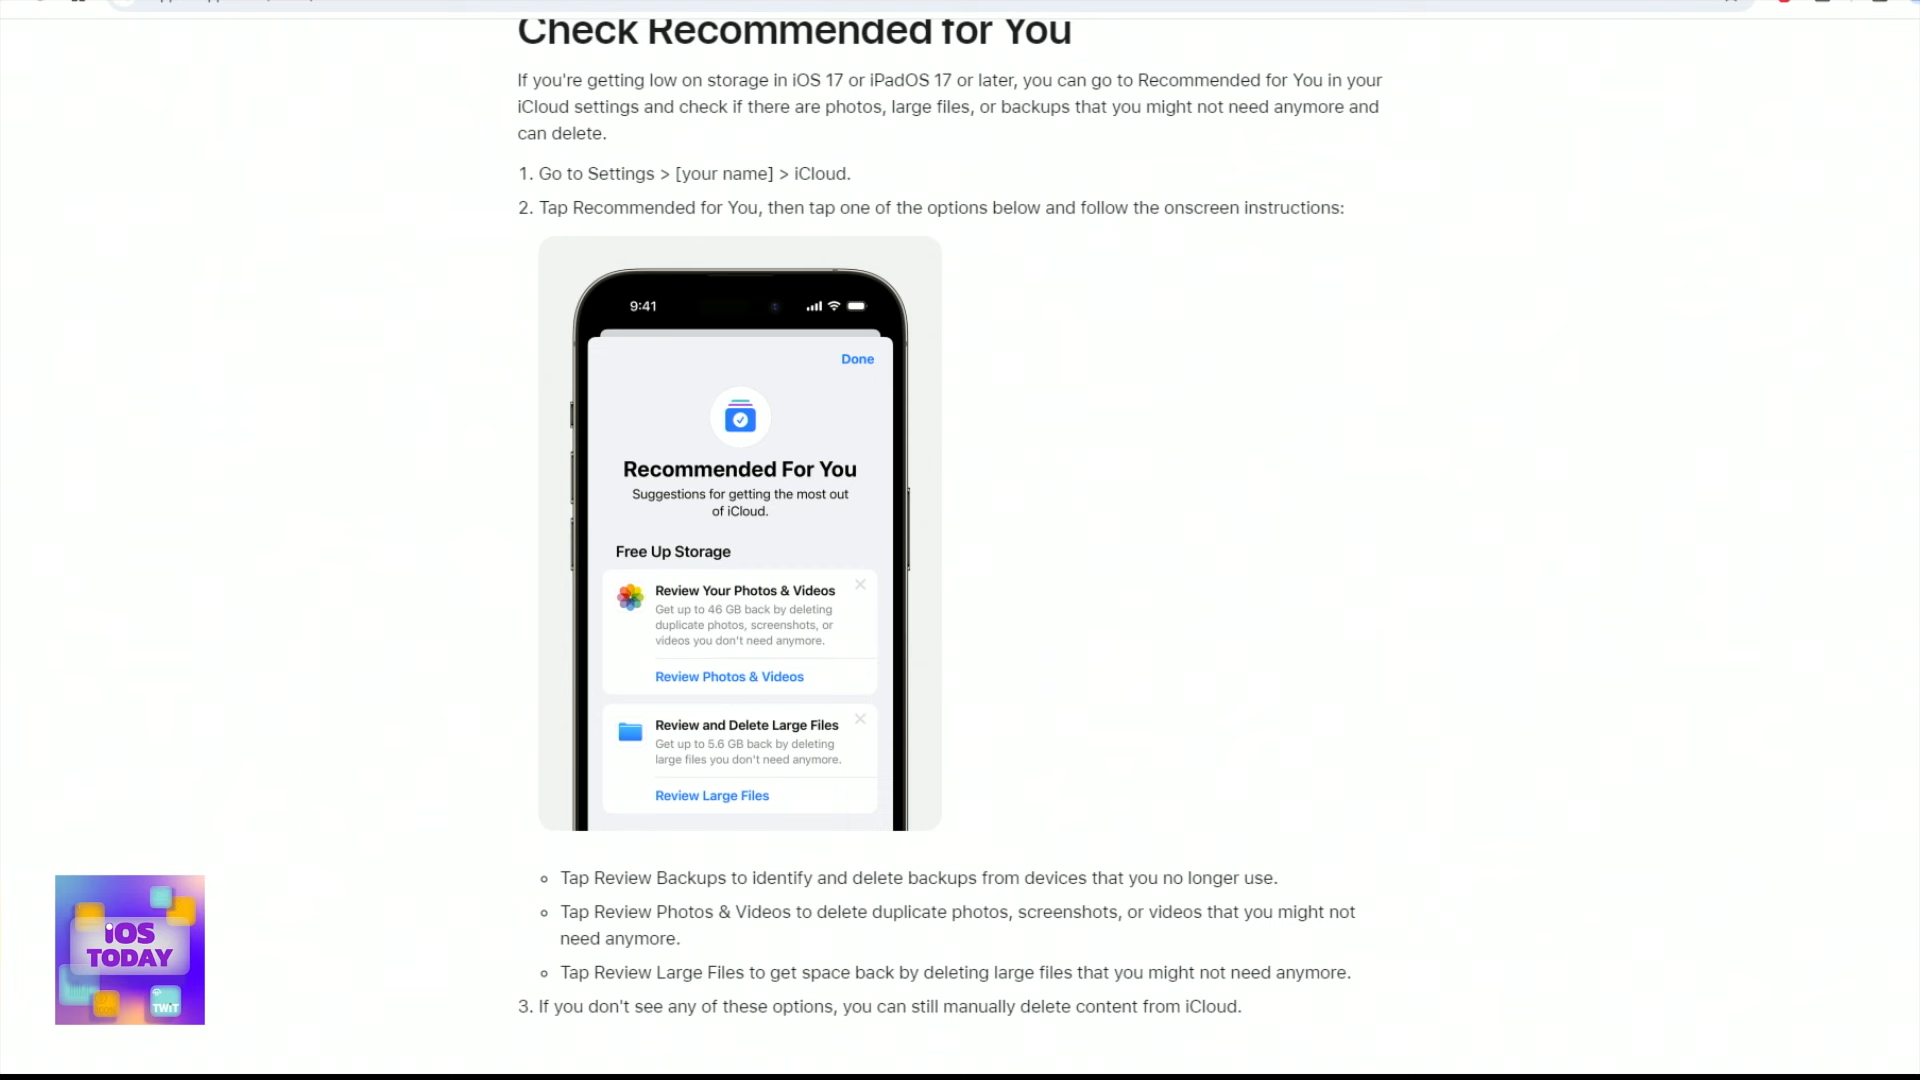 Check Recommended for You
If you're getting low on storage in iOS 17 or iPadOS 17 or later, you can go to Recommended for You in your
iCloud settings and check if there are photos, large files, or backups that you might not need anymore and
can delete.
1. Go to Settings > [your name] > iCloud.
2. Tap Recommended for You, then tap one of the options below and follow the onscreen instructions:
9:41
Done
Recommended For You
Suggestions for getting the most out
of iCloud.
Free Up Storage
Review Your Photos & Videos
Get up to 46 GB back by deleting
duplicate photos, screenshots, or
videos you don't need anymore.
Review Photos & Videos
Review and Delete Large Files
Get up to 5.6 GB back by deleting
large files you don't need anymore.
Review Large Files
Tap Review Backups to identify and delete backups from devices that you no longer use.
Tap Review Photos & Videos to delete duplicate photos, screenshots, or videos that you might not
need anymore.
Tap Review Large Files to get space back by deleting large files that you might not need anymore.
3. If you don't see any of these options, you can still manually delete content from iCloud.
iOS
TODAY
TWiT